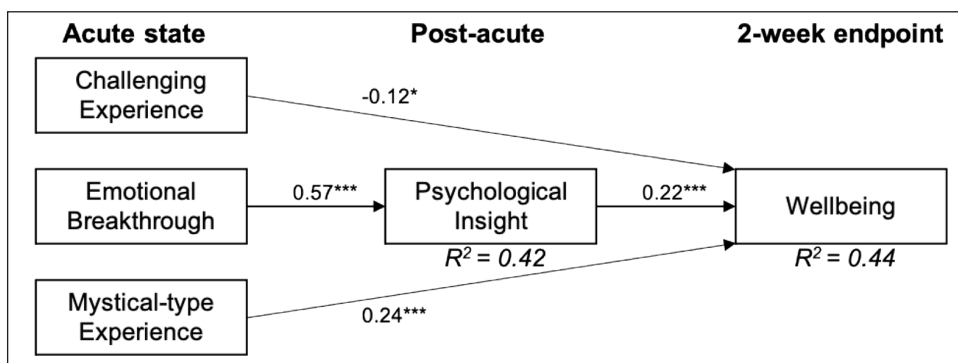 Acute state
Post-acute
2-week endpoint
Challenging
Experience
-0.12*
Emotional
Breakthrough
0.57***
Psychological
Insight
0.22***
Wellbeing
R² = 0.42
R² = 0.44
Mystical-type
Experience
0.24***